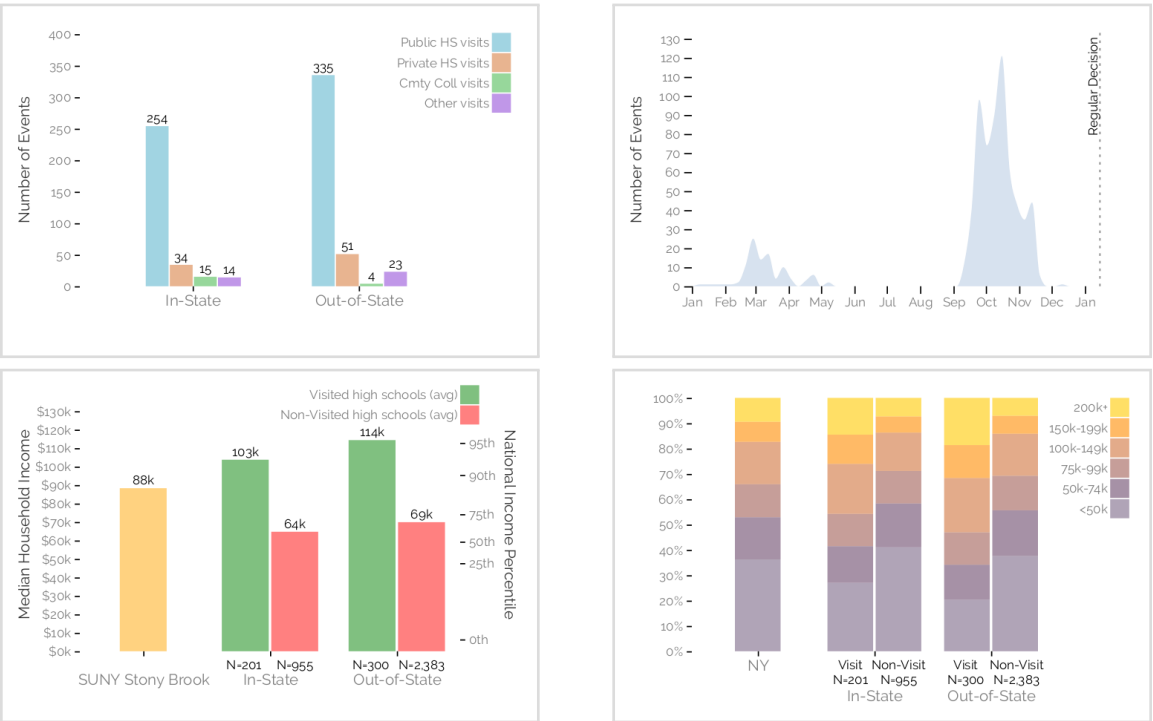 400
350
300
250
200
150
100
50
0
Number of Events
Public HS visits
Private HS visits
Cmty Coll visits
Other visits
254
34
15
14
335
51
4
23
In-State
Out-of-State
130
120
110
100
90
80
70
60
50
40
30
20
10
0
Number of Events
Regular Decision
Jan Feb Mar Apr May Jun Jul Aug Sep Oct Nov Dec Jan
Visited high schools (avg)
Non-Visited high schools (avg)
$130k
$120k
$110k
$100k
$90k
$80k
$70k
$60k
$50k
$40k
$30k
$20k
$10k
$0k
Median Household Income
88k
103k
64k
114k
69k
95th
90th
75th
50th
25th
0th
National Income Percentile
N=201 N=955 N=300 N=2,383
SUNY Stony Brook In-State Out-of-State
100%
90%
80%
70%
60%
50%
40%
30%
20%
10%
0%
200k+
150k-199k
100k-149k
75k-99k
50k-74k
<50k
NY
Visit Non-Visit Visit Non-Visit
N=201 N=955 N=300 N=2,383
In-State Out-of-State